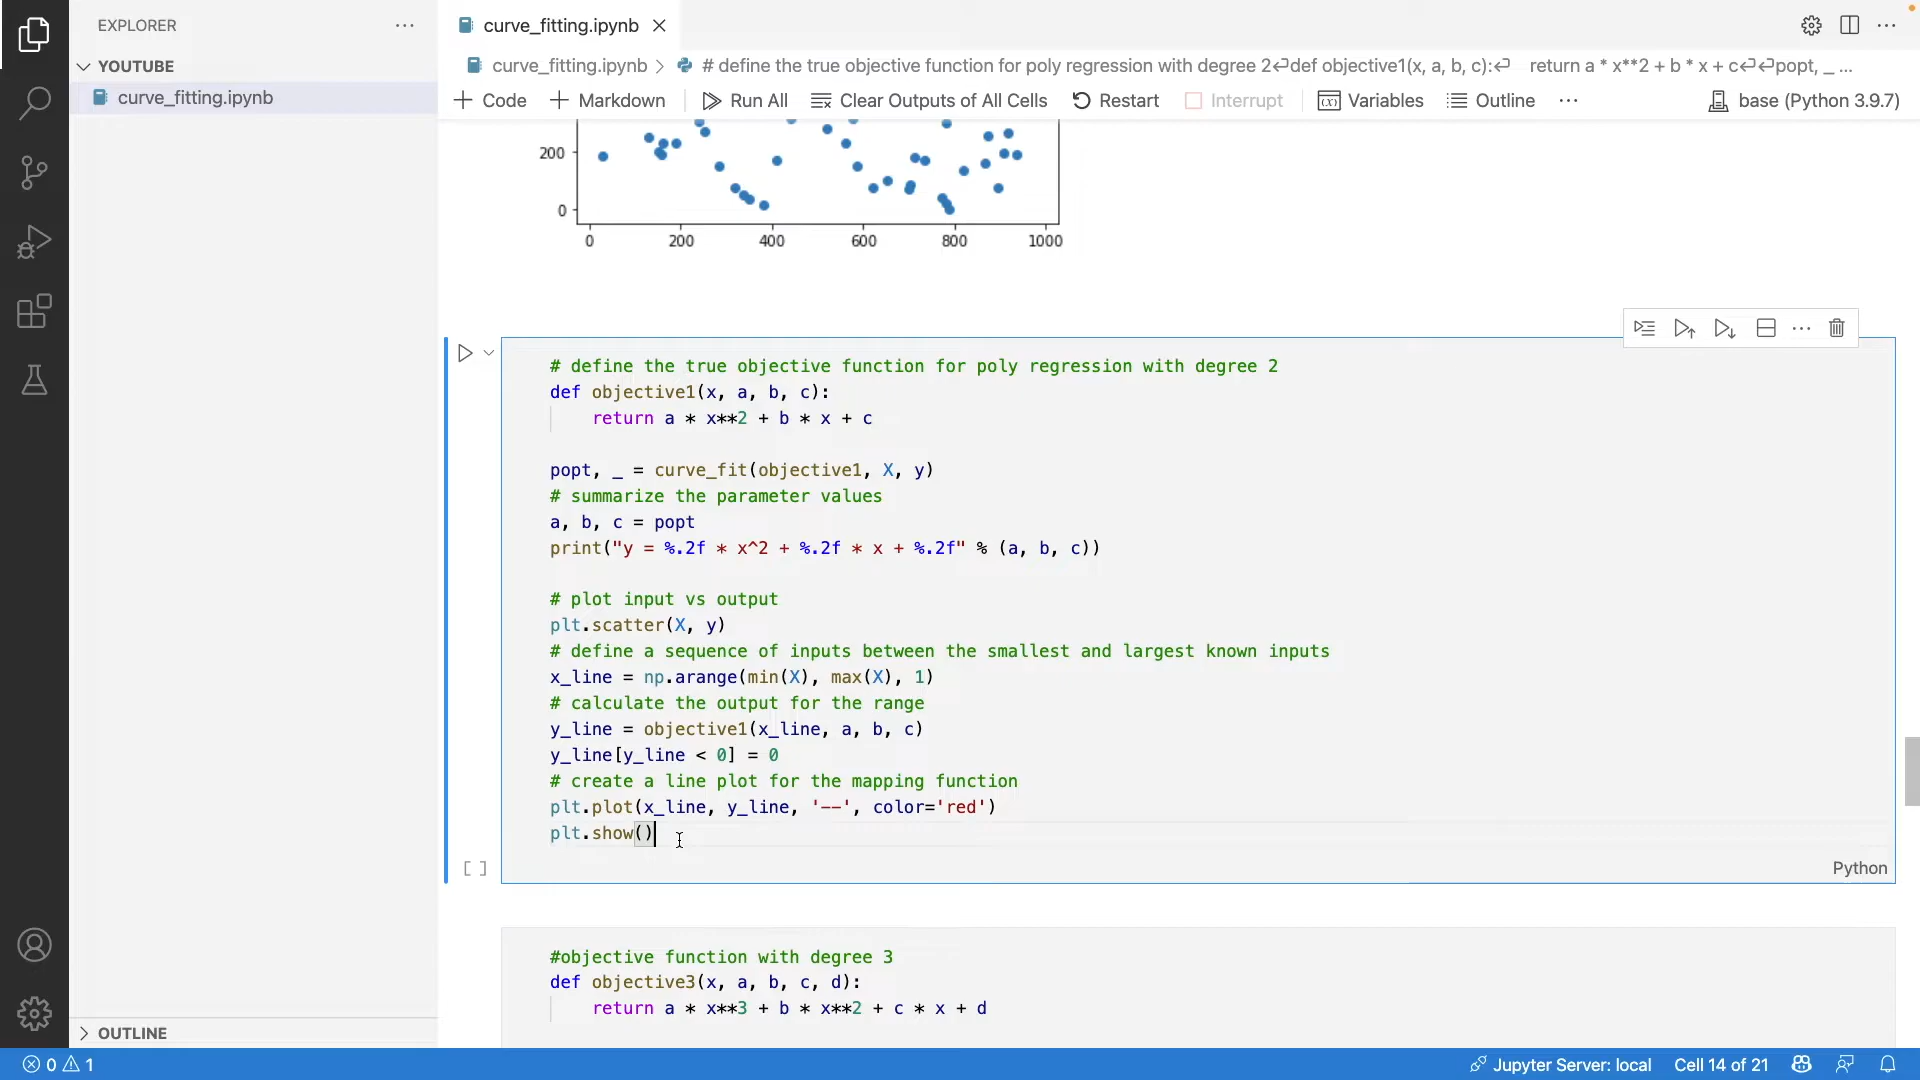 EXPLORER
YOUTUBE
curve_fitting.ipynb
OUTLINE
curve_fitting.ipynb
curve_fitting.ipynb > # define the true objective function for poly regression with degree 2↵def objective1(x, a, b, c):↵ return a * x**2 + b * x + c↵↵popt, _ ...
+ Code + Markdown Run All Clear Outputs of All Cells Restart Interrupt Variables Outline ... base (Python 3.9.7)
200
0
0 200 400 600 800 1000
# define the true objective function for poly regression with degree 2
def objective1(x, a, b, c):
return a * x**2 + b * x + c
popt, _ = curve_fit(objective1, X, y)
# summarize the parameter values
a, b, c = popt
print("y = %.2f * x^2 + %.2f * x + %.2f" % (a, b, c))
# plot input vs output
plt.scatter(X, y)
# define a sequence of inputs between the smallest and largest known inputs
x_line = np.arange(min(X), max(X), 1)
# calculate the output for the range
y_line = objective1(x_line, a, b, c)
y_line[y_line < 0] = 0
# create a line plot for the mapping function
plt.plot(x_line, y_line, '--', color='red')
plt.show()
[ ]
Python
#objective function with degree 3
def objective3(x, a, b, c, d):
return a * x**3 + b * x**2 + c * x + d
0 1
Jupyter Server: local Cell 14 of 21